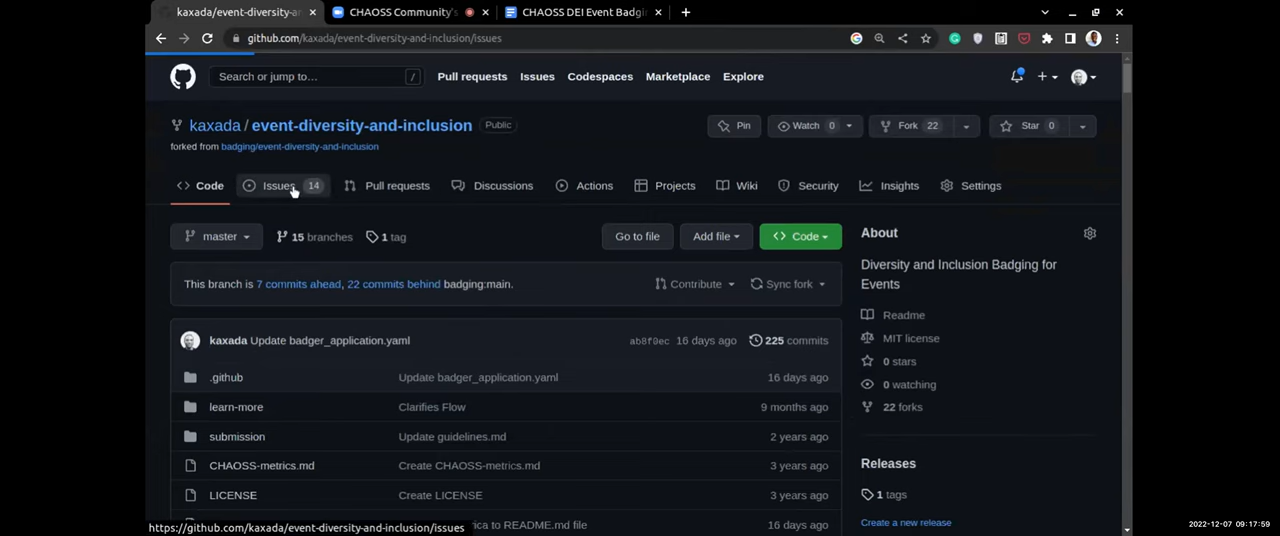 kaxada/event-diversity-an
CHAOSS Community's
CHAOSS DEI Event Badgin
github.com/kaxada/event-diversity-and-inclusion/issues
Search or jump to…
/
Pull requests
Issues
Codespaces
Marketplace
Explore
kaxada / event-diversity-and-inclusion
Public
Pin
Watch 0
Fork 22
Star 0
forked from badging/event-diversity-and-inclusion
Code
Issues 14
Pull requests
Discussions
Actions
Projects
Wiki
Security
Insights
Settings
master
15 branches
1 tag
Go to file
Add file
Code
About
Diversity and Inclusion Badging for
Events
This branch is 7 commits ahead, 22 commits behind badging:main.
Contribute
Sync fork
Readme
MIT license
0 stars
0 watching
22 forks
kaxada Update badger_application.yaml
ab8f0ec 16 days ago
225 commits
.github
Update badger_application.yaml
16 days ago
learn-more
Clarifies Flow
9 months ago
submission
Update guidelines.md
2 years ago
CHAOSS-metrics.md
Create CHAOSS-metrics.md
3 years ago
LICENSE
Create LICENSE
3 years ago
rica to README.md file
16 days ago
Releases
1 tags
Create a new release
https://github.com/kaxada/event-diversity-and-inclusion/issues
2022-12-07 09:17:59